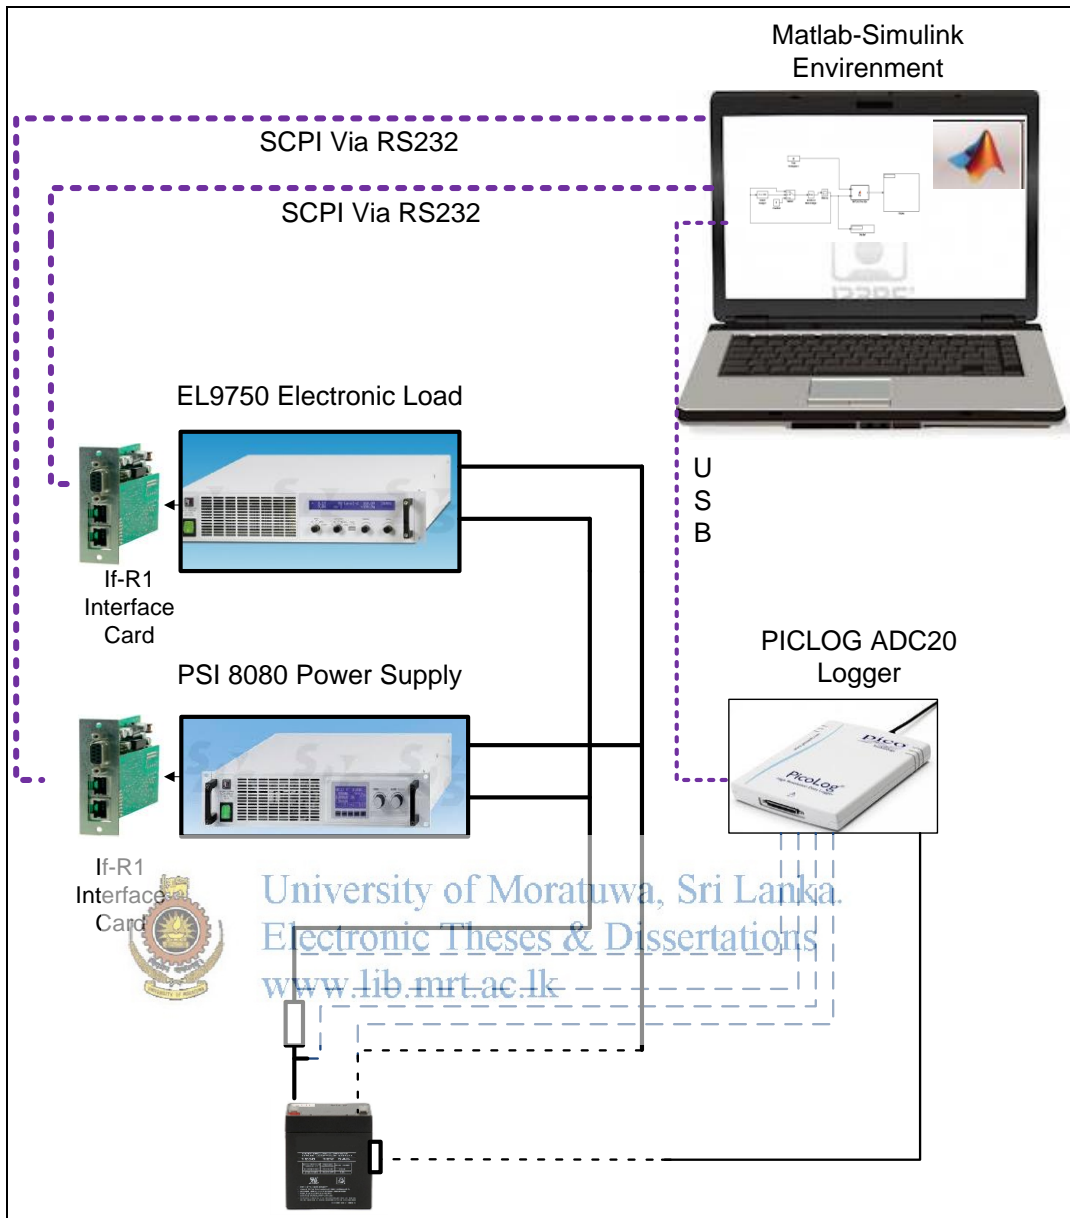 Matlab-Simulink
Envirenment
SCPI Via RS232
SCPI Via RS232
EL9750 Electronic Load
U
S
B
If-R1
Interface
Card
PICLOG ADC20
Logger
PSI 8080 Power Supply
pico
PicoLog
If-R1
Interface
Card
University of Moratuwa, Sri Lanka.
Electronic Theses & Dissertations
www.lib.mrt.ac.lk